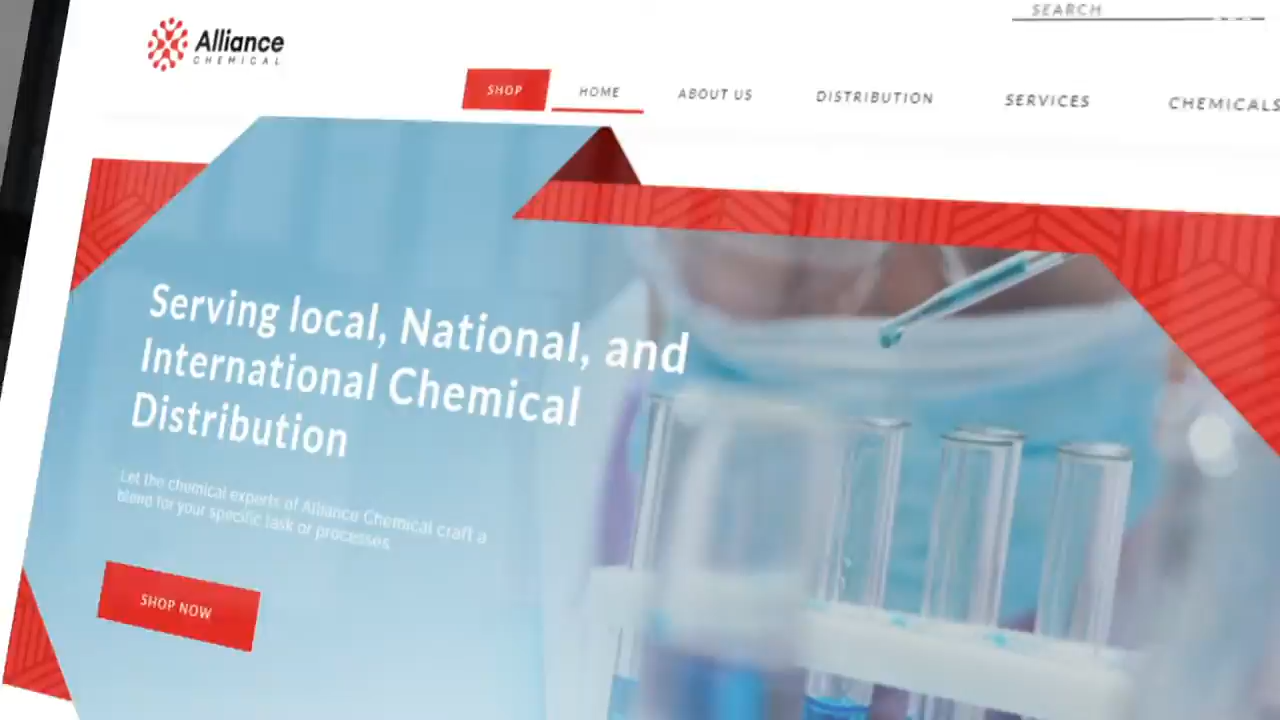 SEARCH
Alliance
CHEMICAL
SHOP
HOME
ABOUT US
DISTRIBUTION
SERVICES
CHEMICALS
Serving local, National, and
International Chemical
Distribution
Let the chemical experts of Alliance Chemical craft a
blend for your specific task or processes.
SHOP NOW